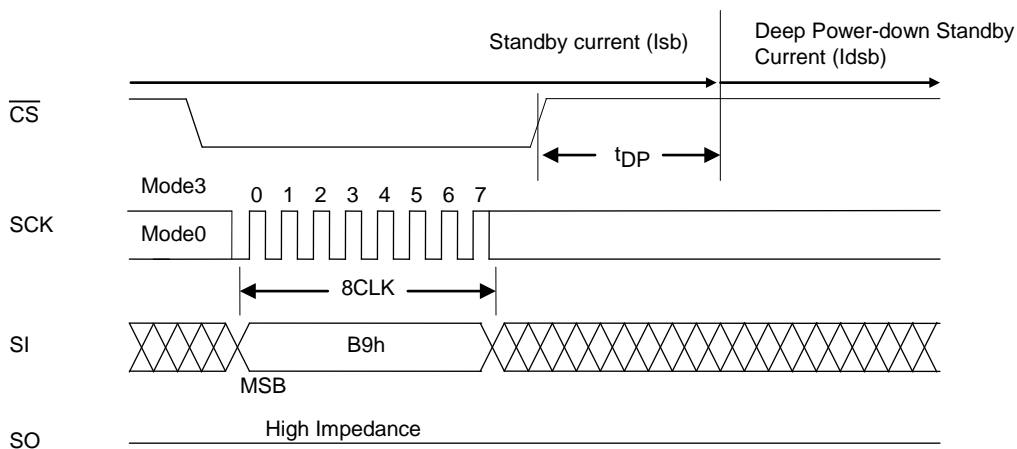 Standby current (Isb)
Deep Power-down Standby
Current (Idsb)
CS
tDP
Mode3
0 1 2 3 4 5 6 7
SCK
Mode0
8CLK
SI
B9h
MSB
High Impedance
SO